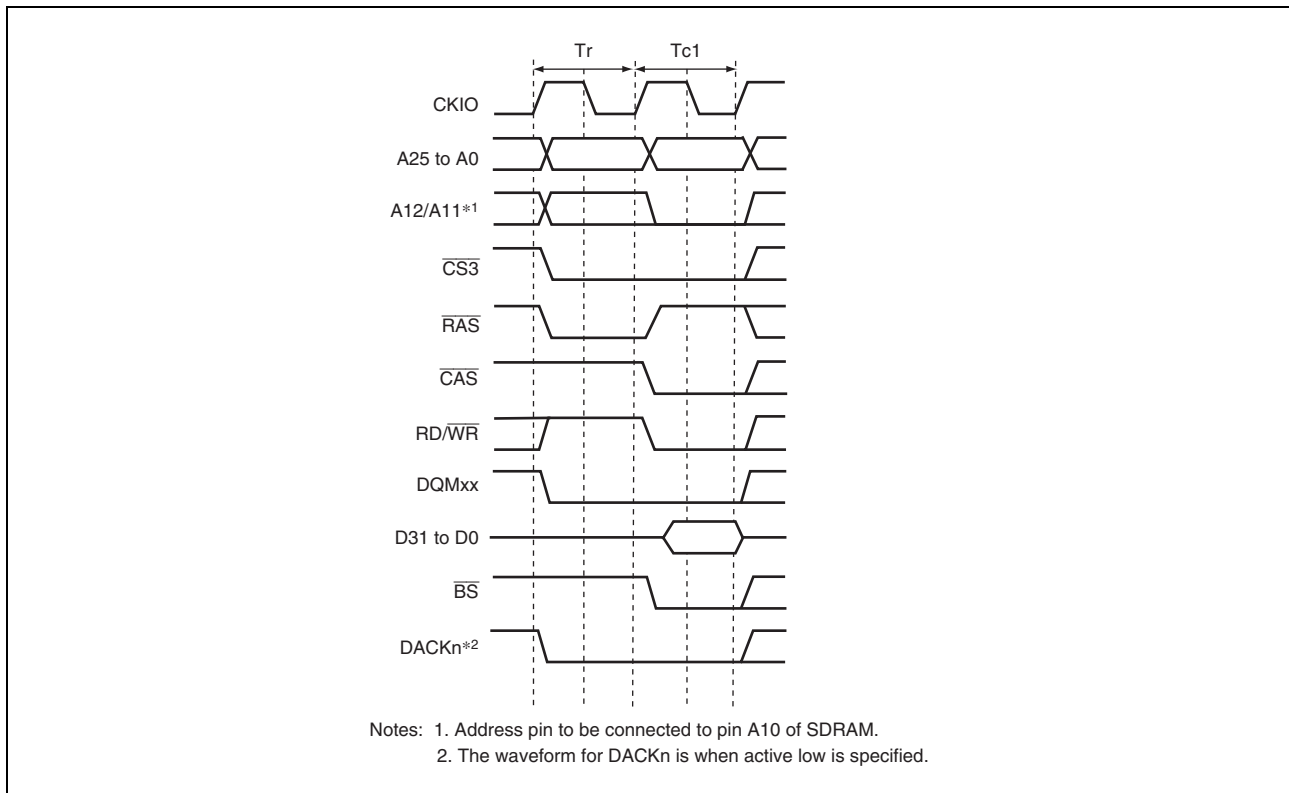 Tr Tc1
CKIO
A25 to A0
A12/A11*1
CS3
RAS
CAS
RD/WR
DQMxx
D31 to D0
BS
DACKn*2
Notes: 1. Address pin to be connected to pin A10 of SDRAM.
2. The waveform for DACKn is when active low is specified.